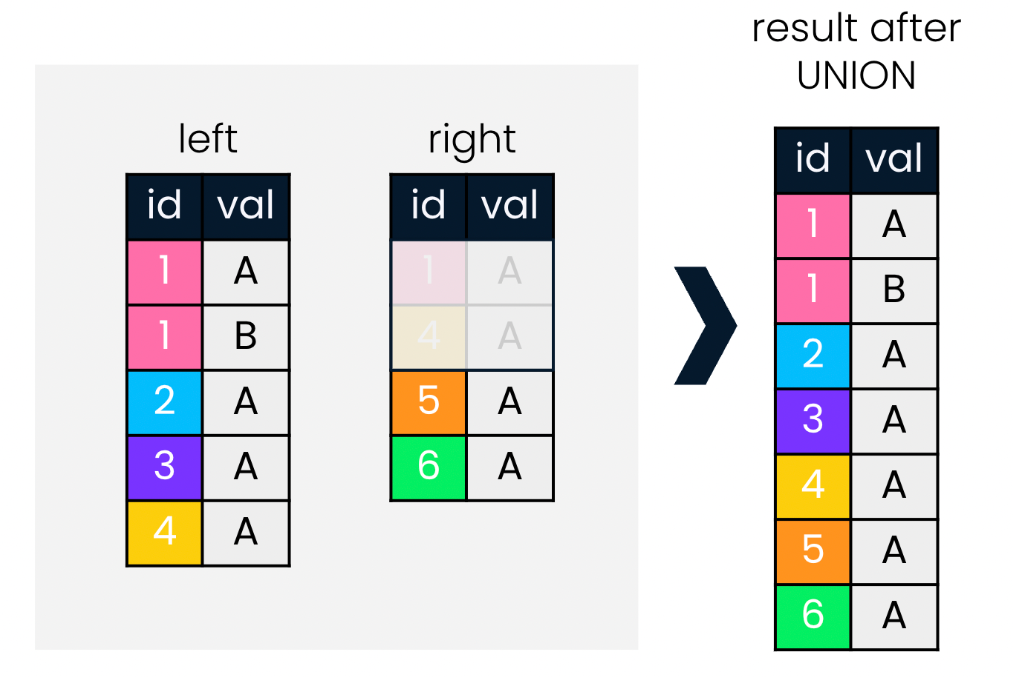 result after
UNION
left
id val
1 A
1 B
2 A
3 A
4 A
right
id val
1 A
4 A
5 A
6 A
id val
1 A
1 B
2 A
3 A
4 A
5 A
6 A